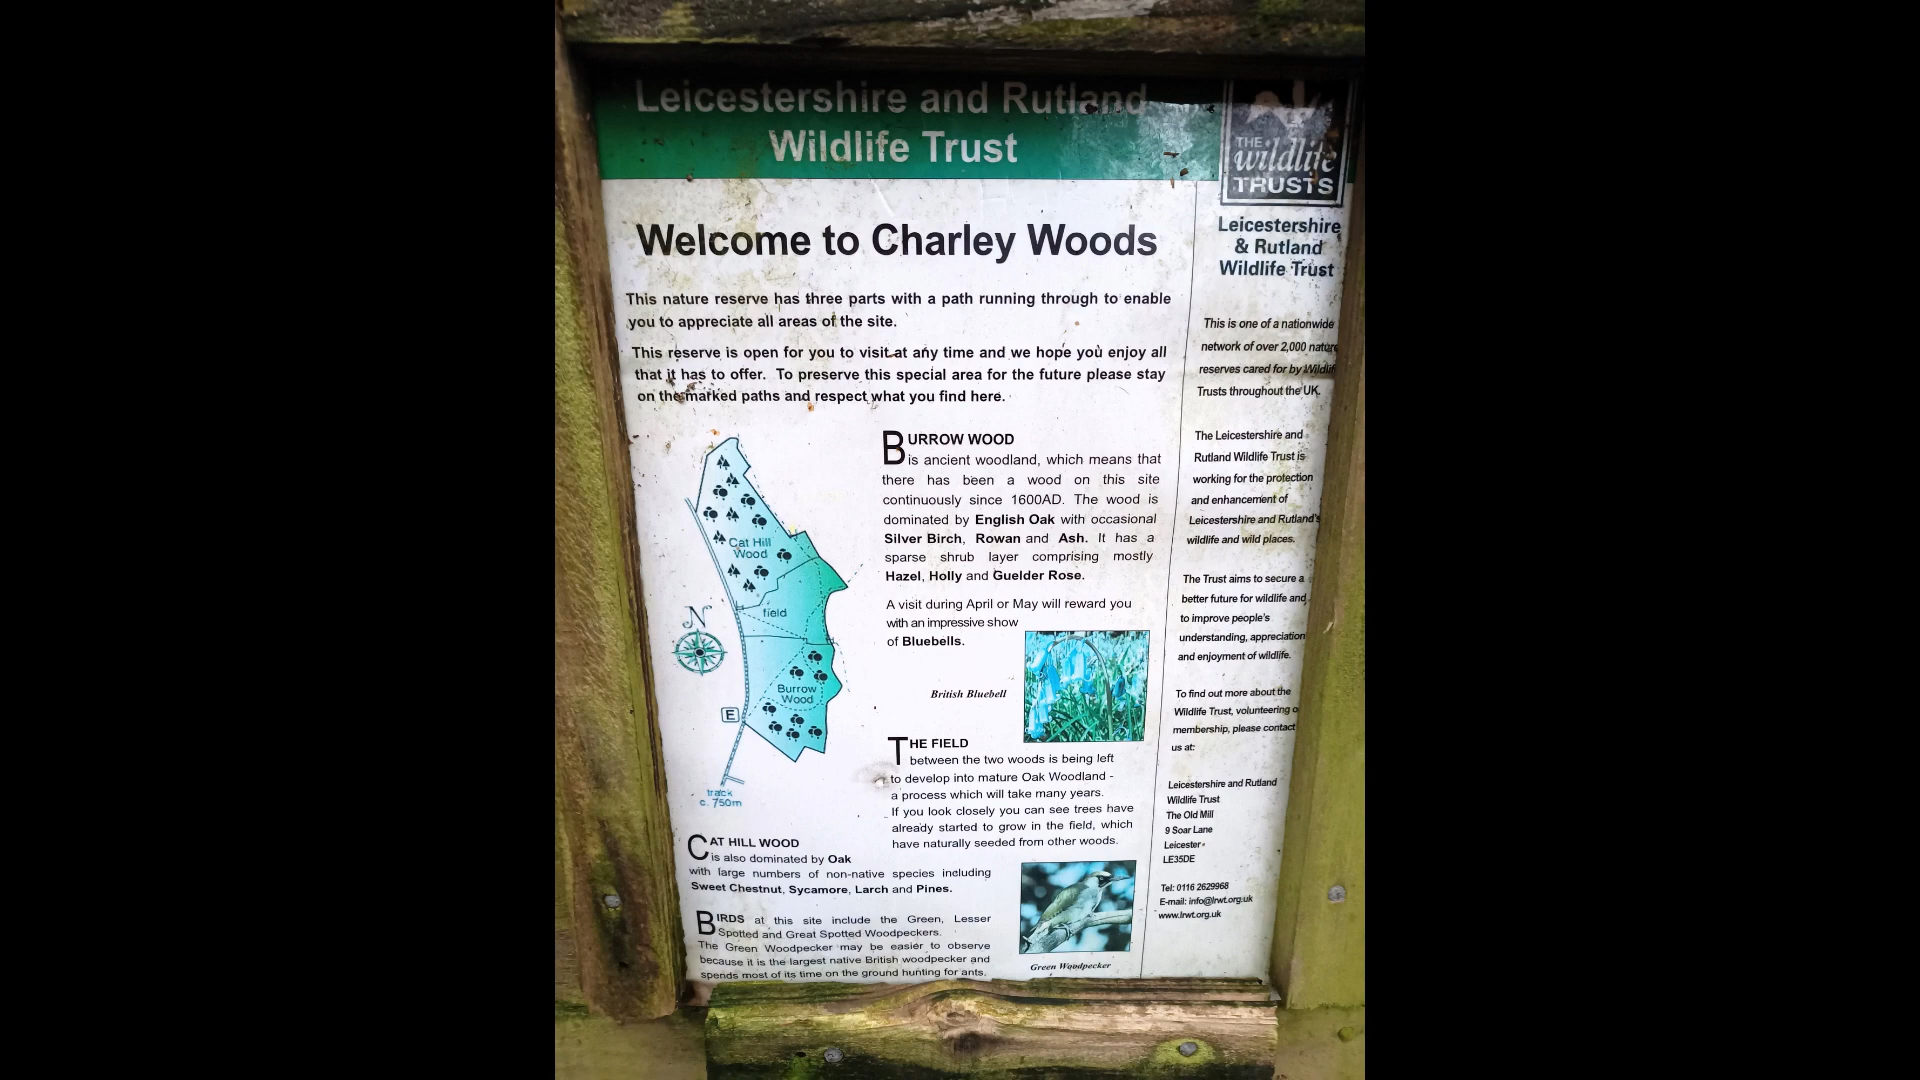 Leicestershire and Rutland
Wildlife Trust
THE
wildlife
TRUSTS
Leicestershire
& Rutland
Wildlife Trust
Welcome to Charley Woods
This nature reserve has three parts with a path running through to enable
you to appreciate all areas of the site.
This reserve is open for you to visit at any time and we hope you enjoy all
that it has to offer. To preserve this special area for the future please stay
on the marked paths and respect what you find here.
Cat Hill
Wood
field
N
Burrow
Wood
E
track
c. 750m
BURROW WOOD
is ancient woodland, which means that
there has been a wood on this site
continuously since 1600AD. The wood is
dominated by English Oak with occasional
Silver Birch, Rowan and Ash. It has a
sparse shrub layer comprising mostly
Hazel, Holly and Guelder Rose.
A visit during April or May will reward you
with an impressive show
of Bluebells.
British Bluebell
THE FIELD
between the two woods is being left
to develop into mature Oak Woodland -
a process which will take many years.
If you look closely you can see trees have
already started to grow in the field, which
have naturally seeded from other woods.
CAT HILL WOOD
is also dominated by Oak
with large numbers of non-native species including
Sweet Chestnut, Sycamore, Larch and Pines.
BIRDS at this site include the Green, Lesser
Spotted and Great Spotted Woodpeckers.
The Green Woodpecker may be easier to observe
because it is the largest native British woodpecker and
spends most of its time on the ground hunting for ants.
Green Woodpecker
This is one of a nationwide
network of over 2,000 nature
reserves cared for by Wildlif
Trusts throughout the UK.
The Leicestershire and
Rutland Wildlife Trust is
working for the protection
and enhancement of
Leicestershire and Rutland's
wildlife and wild places.
The Trust aims to secure a
better future for wildlife and
to improve people's
understanding, appreciation
and enjoyment of wildlife.
To find out more about the
Wildlife Trust, volunteering o
membership, please contact
us at:
Leicestershire and Rutland
Wildlife Trust
The Old Mill
9 Soar Lane
Leicester
LE35DE
Tel: 0116 2629968
E-mail: info@lrwt.org.uk
www.lrwt.org.uk